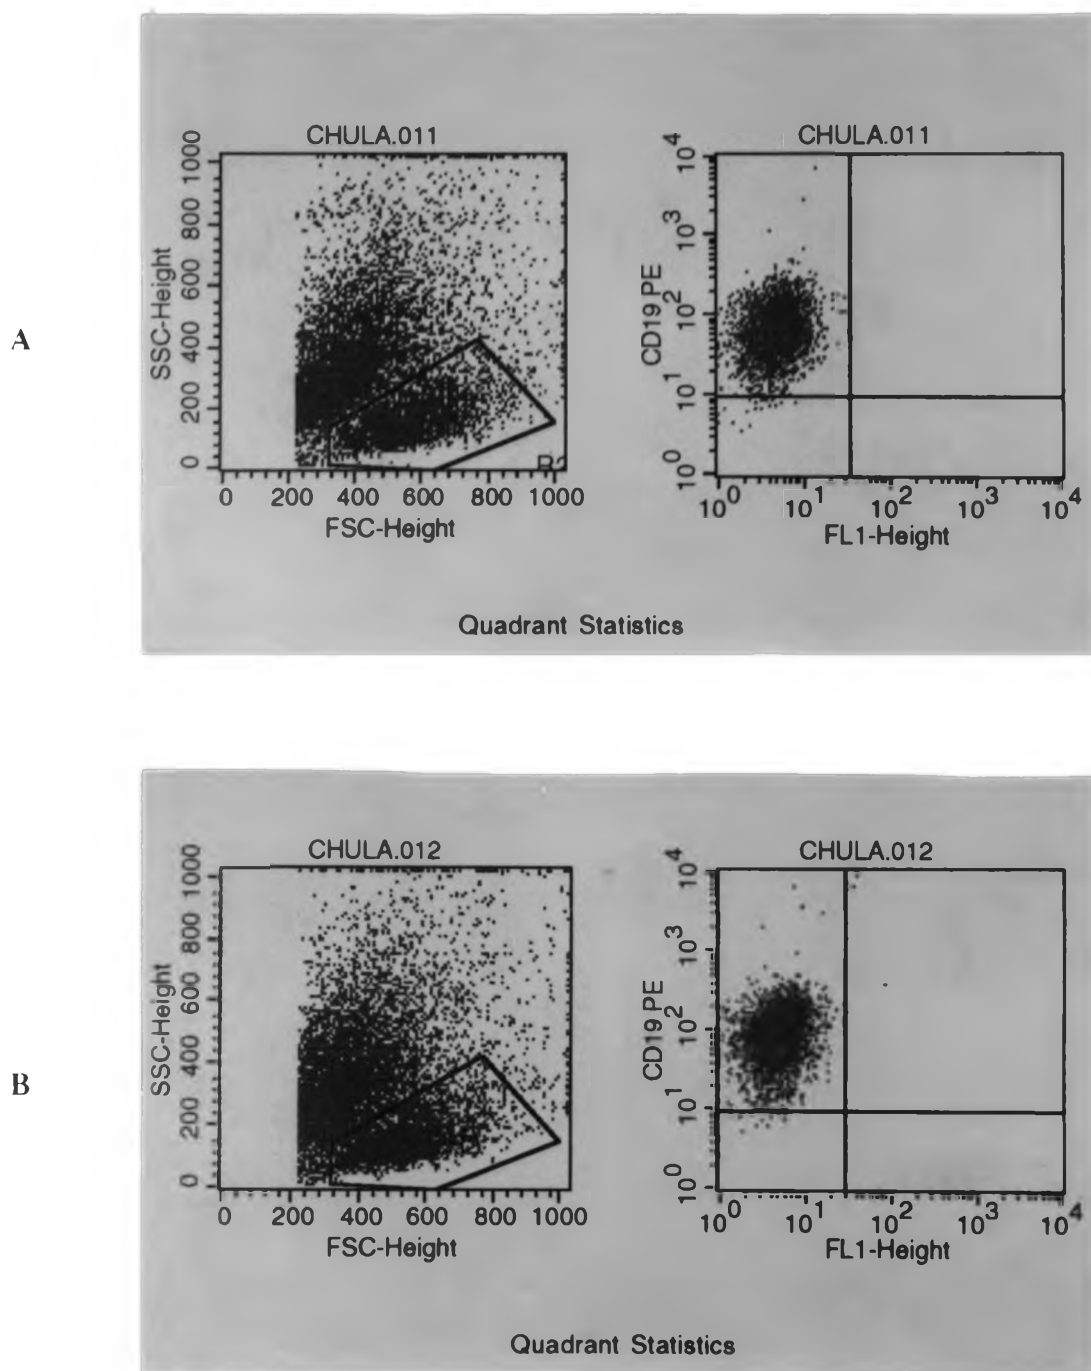 A
CHULA.011
SSC-Height
1000
800
600
400
200
0
0 200 400 600 800 1000
FSC-Height
CHULA.011
CD19 PE
10^4
10^3
10^2
10^1
10^0
10^0 10^1 10^2 10^3 10^4
FL1-Height
Quadrant Statistics
B
CHULA.012
SSC-Height
1000
800
600
400
200
0
0 200 400 600 800 1000
FSC-Height
CHULA.012
CD19 PE
10^4
10^3
10^2
10^1
10^0
10^0 10^1 10^2 10^3 10^4
FL1-Height
Quadrant Statistics